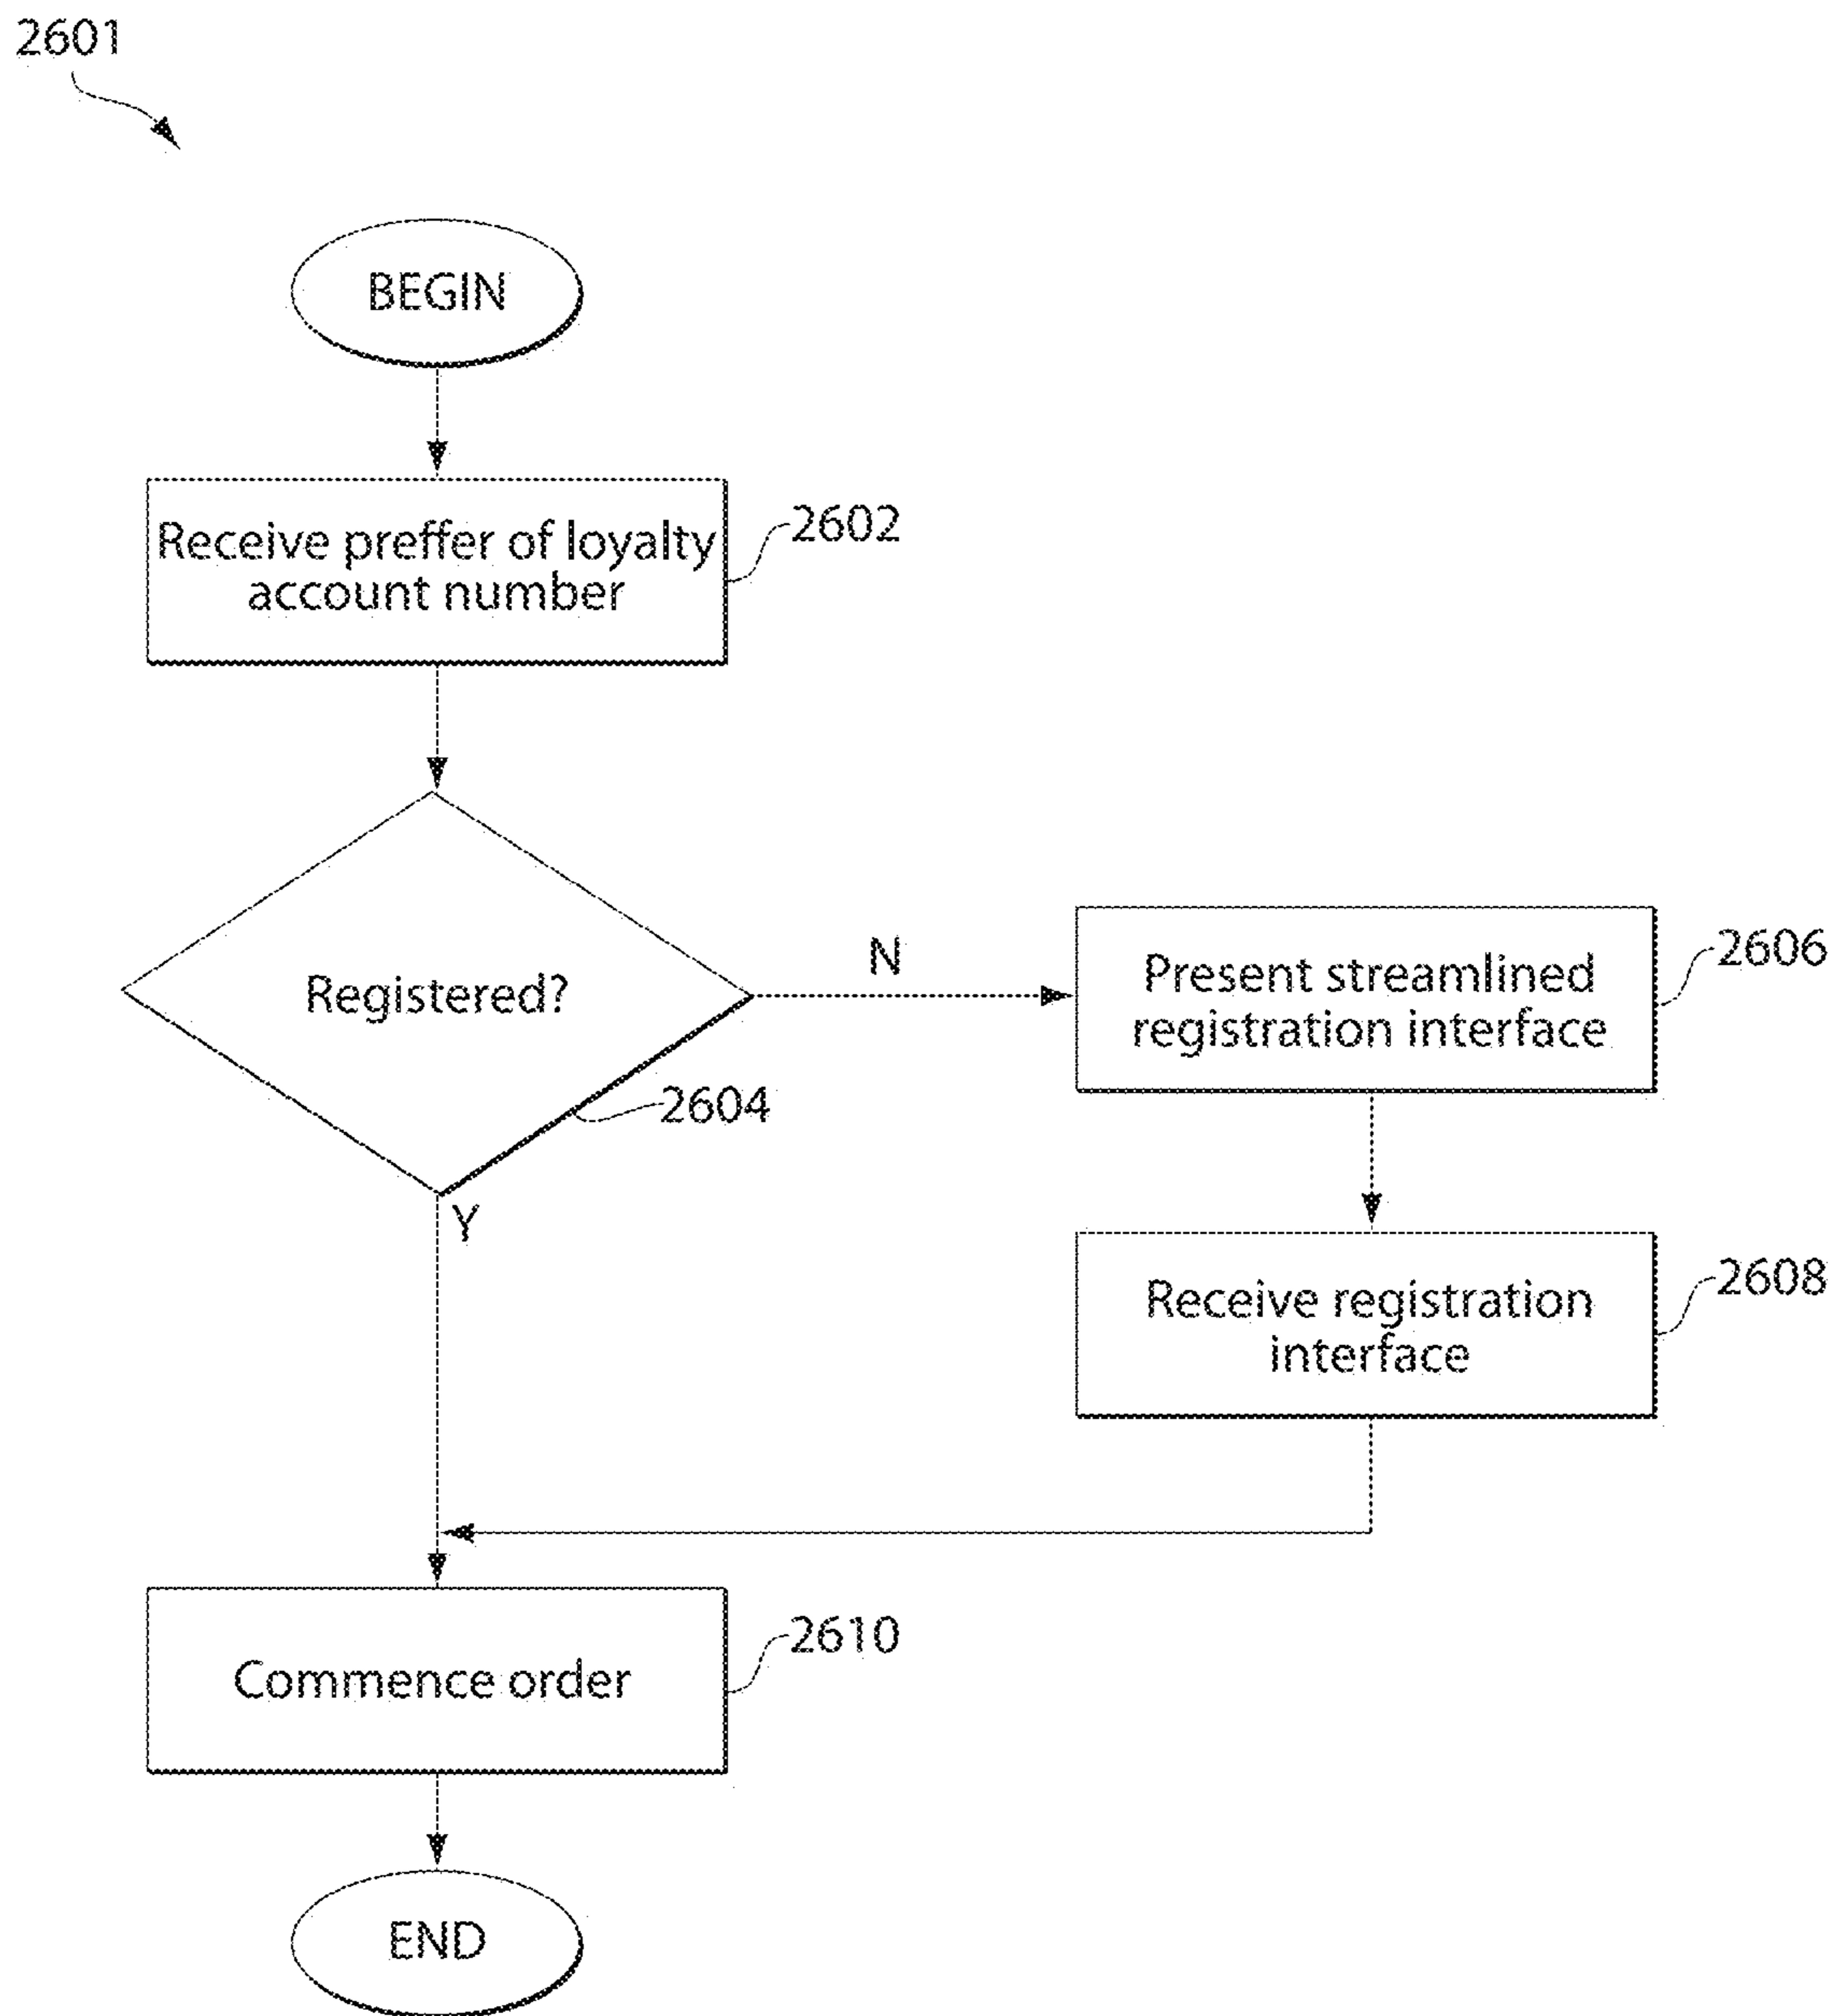 2601
BEGIN
Receive preffer of loyalty
account number
2602
Registered?
2604
N
Y
Present streamlined
registration interface
2606
Receive registration
interface
2608
Commence order
2610
END